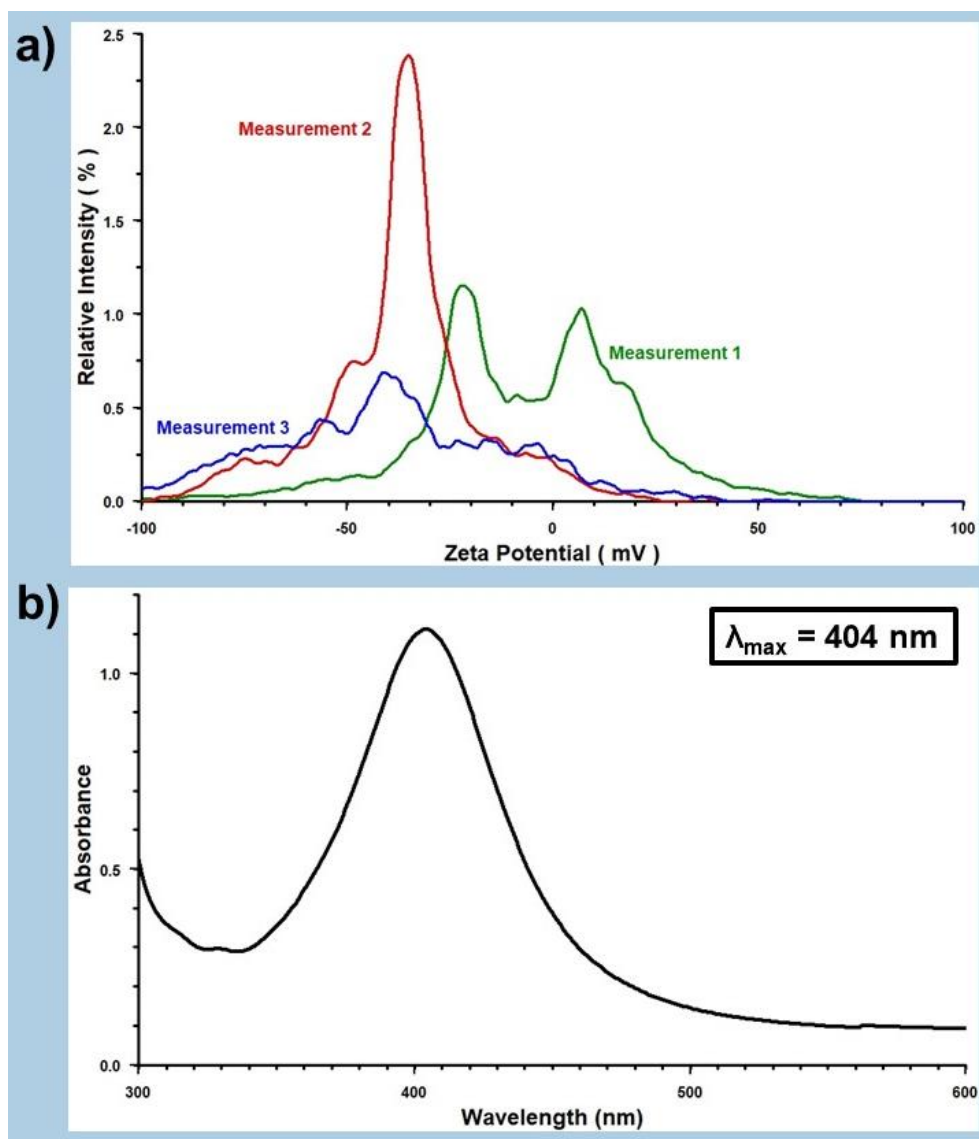 a)
2.5
2.0
1.5
1.0
0.5
0.0
Relative Intensity ( % )
Measurement 2
Measurement 1
Measurement 3
-100
-50
0
50
100
Zeta Potential ( mV )
b)
λmax = 404 nm
1.0
0.5
0.0
Absorbance
300
400
500
600
Wavelength (nm)